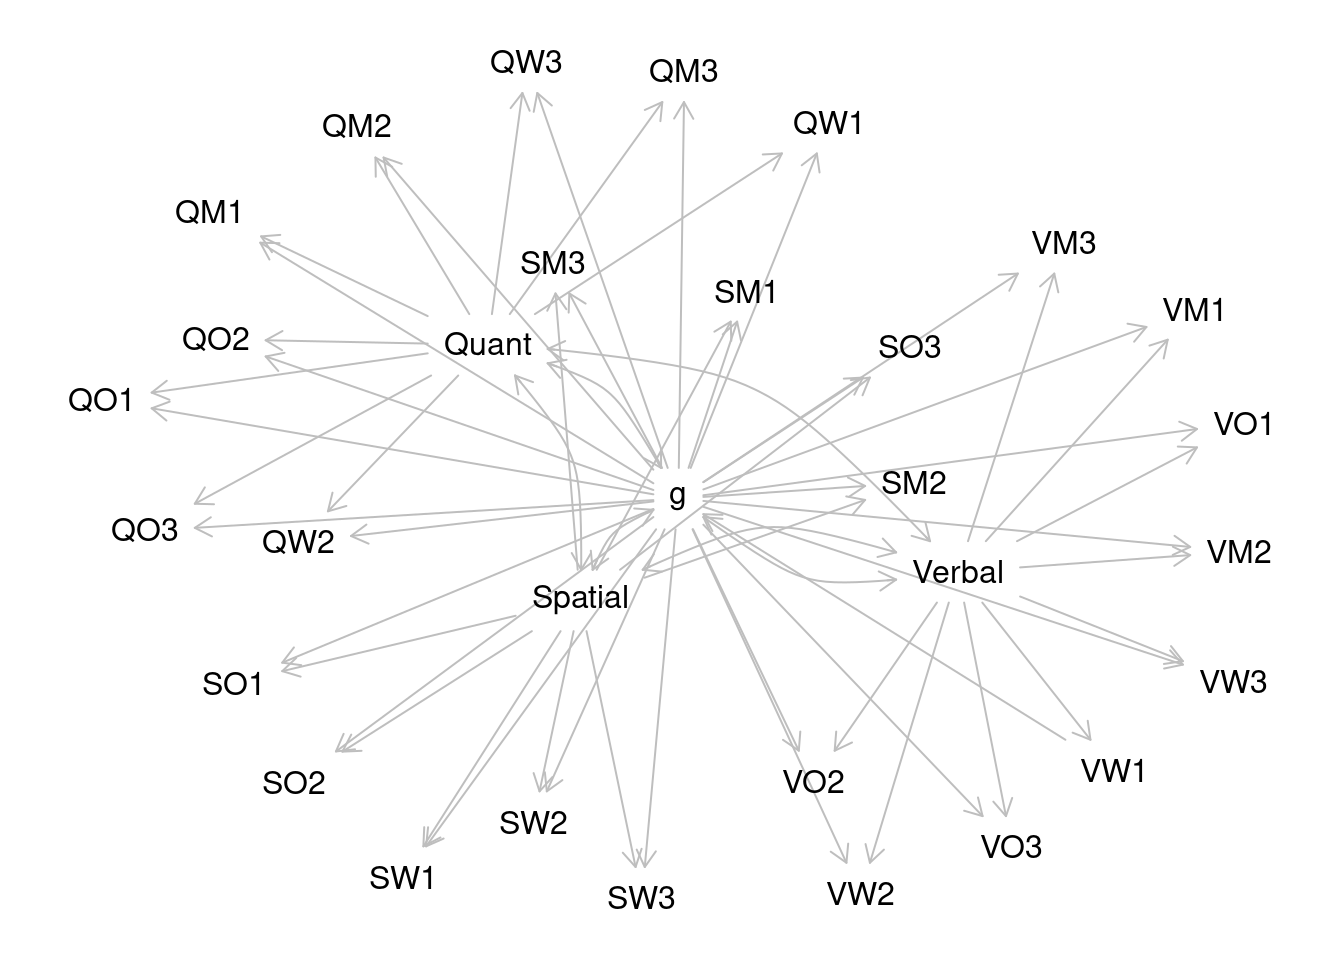 QW3
QM3
QM2
QW1
QM1
VM3
SM3
SM1
VM1
QO2
Quant
SO3
QO1
VO1
g
SM2
QO3
QW2
VM2
Verbal
Spatial
SO1
VW3
SO2
VO2
VW1
SW2
VO3
SW1
SW3
VW2